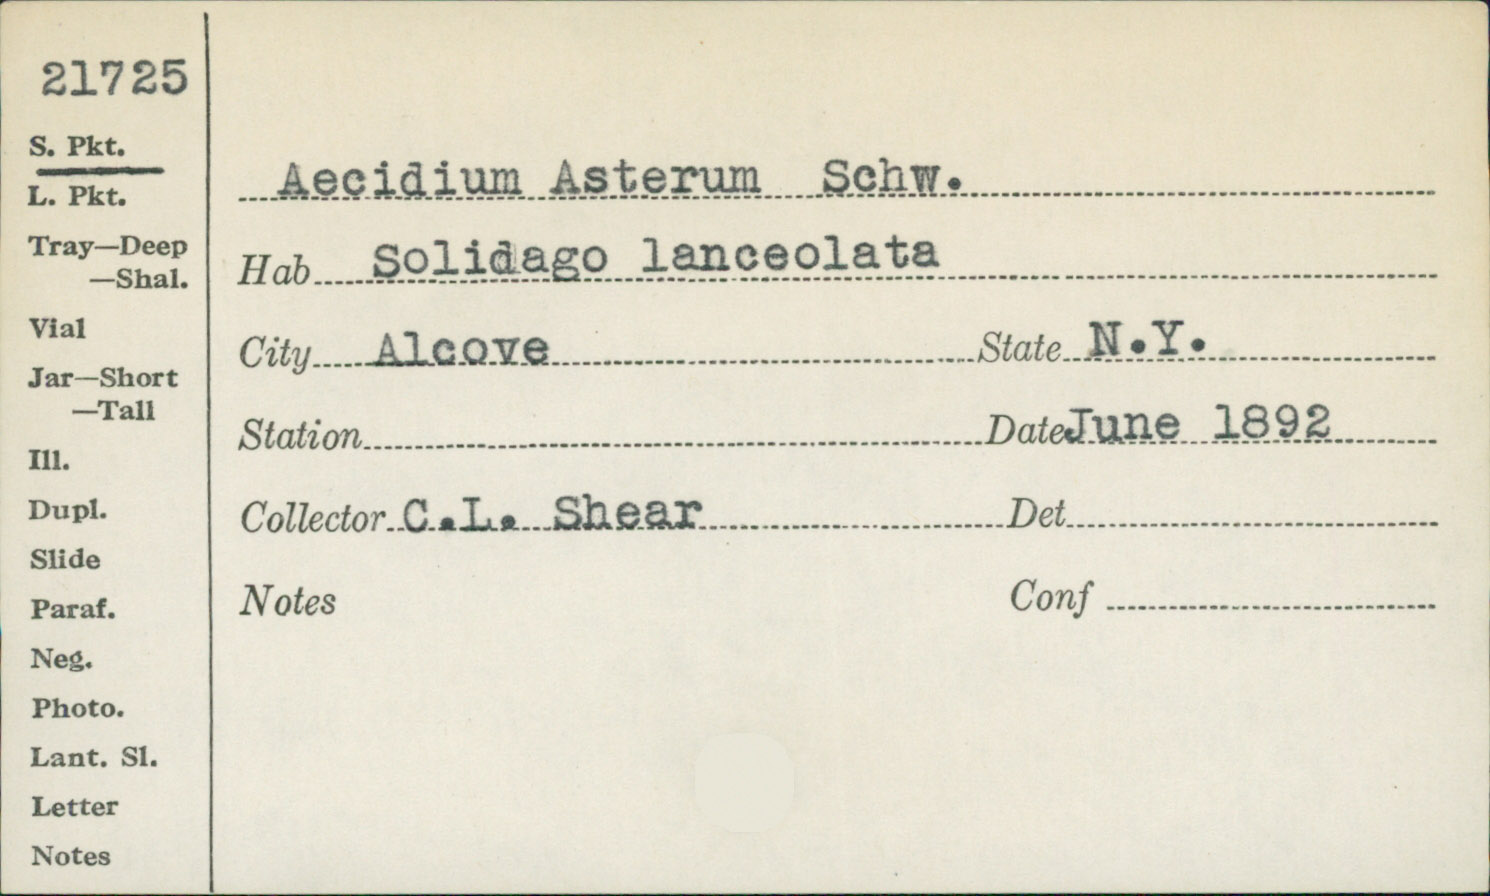 21725
S. Pkt.
L. Pkt.
Tray—Deep
—Shal.
Vial
Jar—Short
—Tall
Ill.
Dupl.
Slide
Paraf.
Neg.
Photo.
Lant. Sl.
Letter
Notes
Aecidium Asterum Schw.
Hab Solidago lanceolata
City Alcove State N.Y.
Station Date June 1892
Collector C.L. Shear Det
Notes Conf